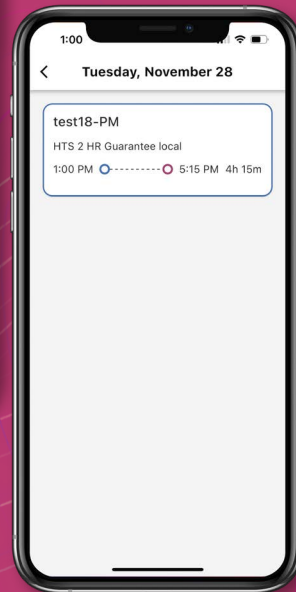 1:00
Tuesday, November 28
test18-PM
HTS 2 HR Guarantee local
1:00 PM 5:15 PM 4h 15m